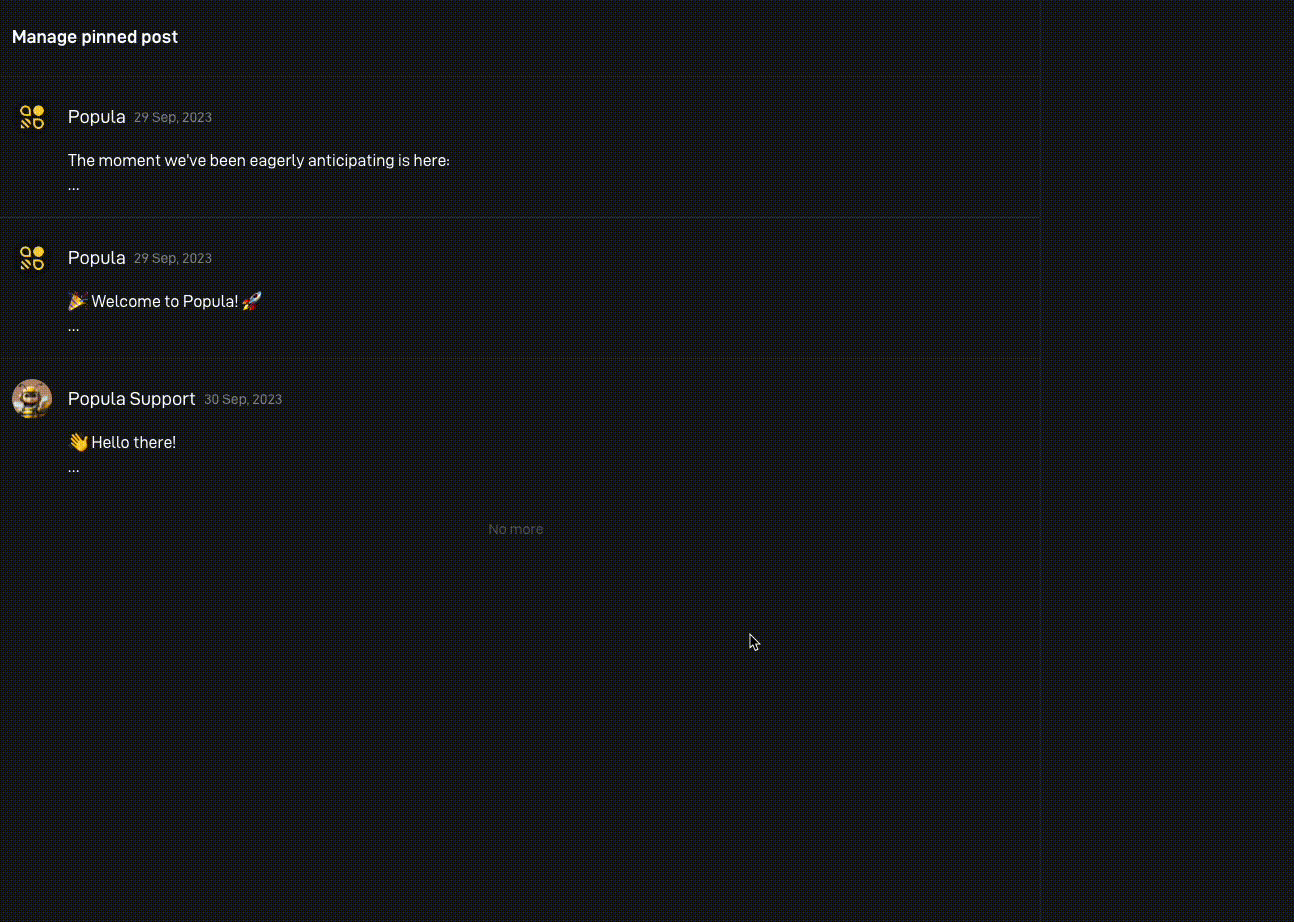 Manage pinned post
Popula 29 Sep, 2023
The moment we've been eagerly anticipating is here:
...
Popula 29 Sep, 2023
🎉 Welcome to Popula! 🚀
...
Popula Support 30 Sep, 2023
👋 Hello there!
...
No more